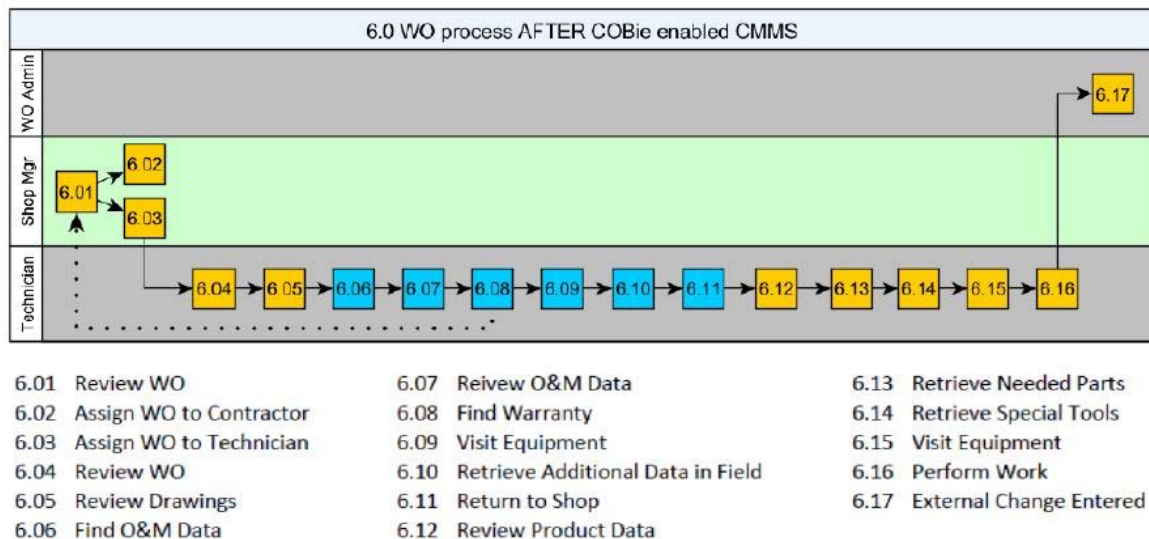 6.0 WO process AFTER COBie enabled CMMS
WO Admin
6.17
Shop Mgr
6.01
6.02
6.03
Technician
6.04 6.05 6.06 6.07 6.08 6.09 6.10 6.11 6.12 6.13 6.14 6.15 6.16
6.01 Review WO
6.02 Assign WO to Contractor
6.03 Assign WO to Technician
6.04 Review WO
6.05 Review Drawings
6.06 Find O&M Data
6.07 Reivew O&M Data
6.08 Find Warranty
6.09 Visit Equipment
6.10 Retrieve Additional Data in Field
6.11 Return to Shop
6.12 Review Product Data
6.13 Retrieve Needed Parts
6.14 Retrieve Special Tools
6.15 Visit Equipment
6.16 Perform Work
6.17 External Change Entered